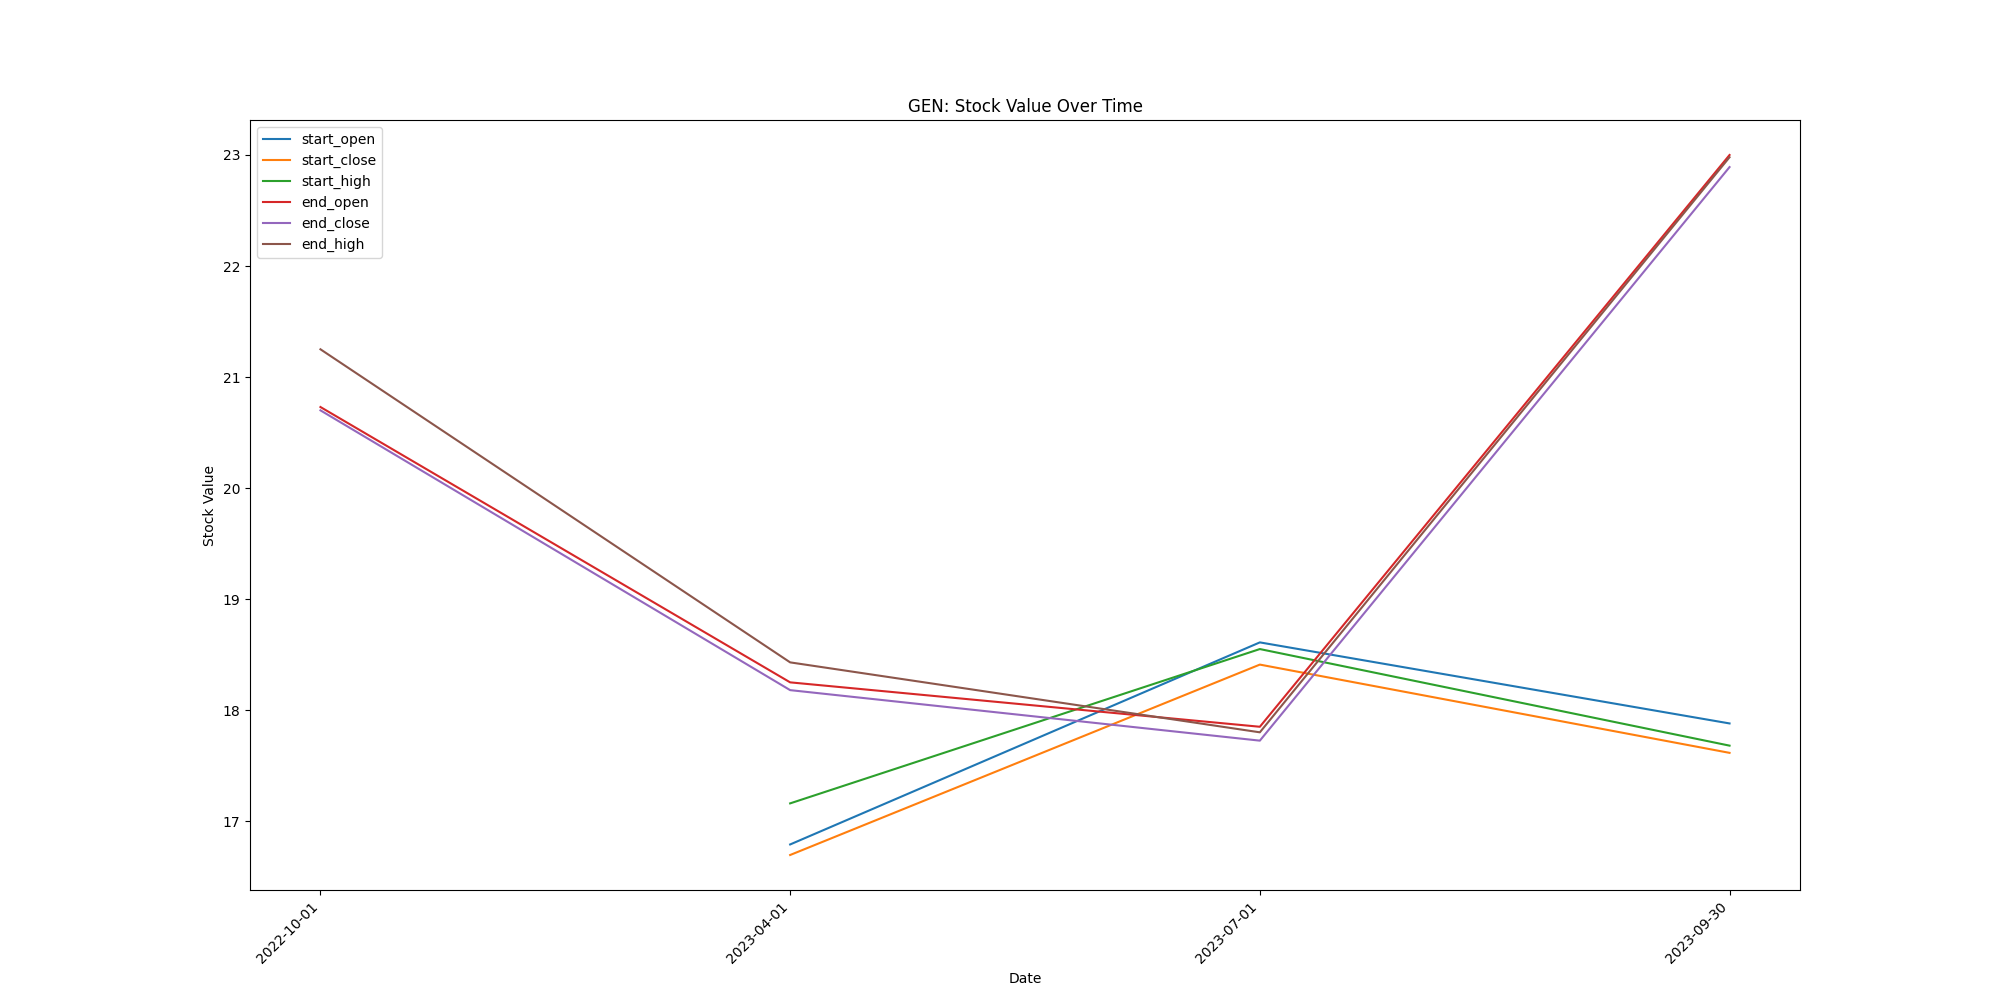 GEN: Stock Value Over Time
start_open
start_close
start_high
end_open
end_close
end_high
23
22
21
20
19
18
17
Stock Value
2022-10-01
2023-04-01
2023-07-01
2023-09-30
Date